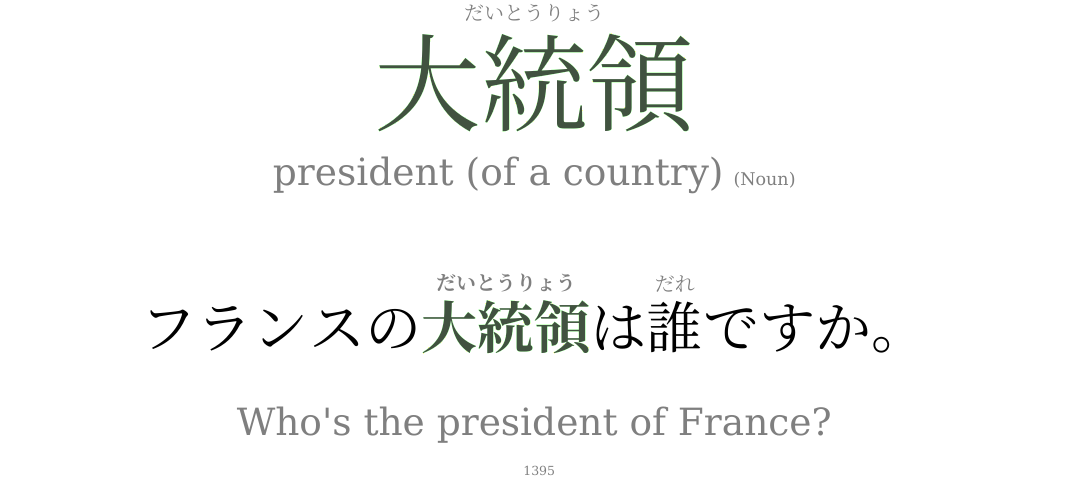 だいとうりょう
大統領
president (of a country) (Noun)
だいとうりょう だれ
フランスの大統領は誰ですか。
Who's the president of France?
1395